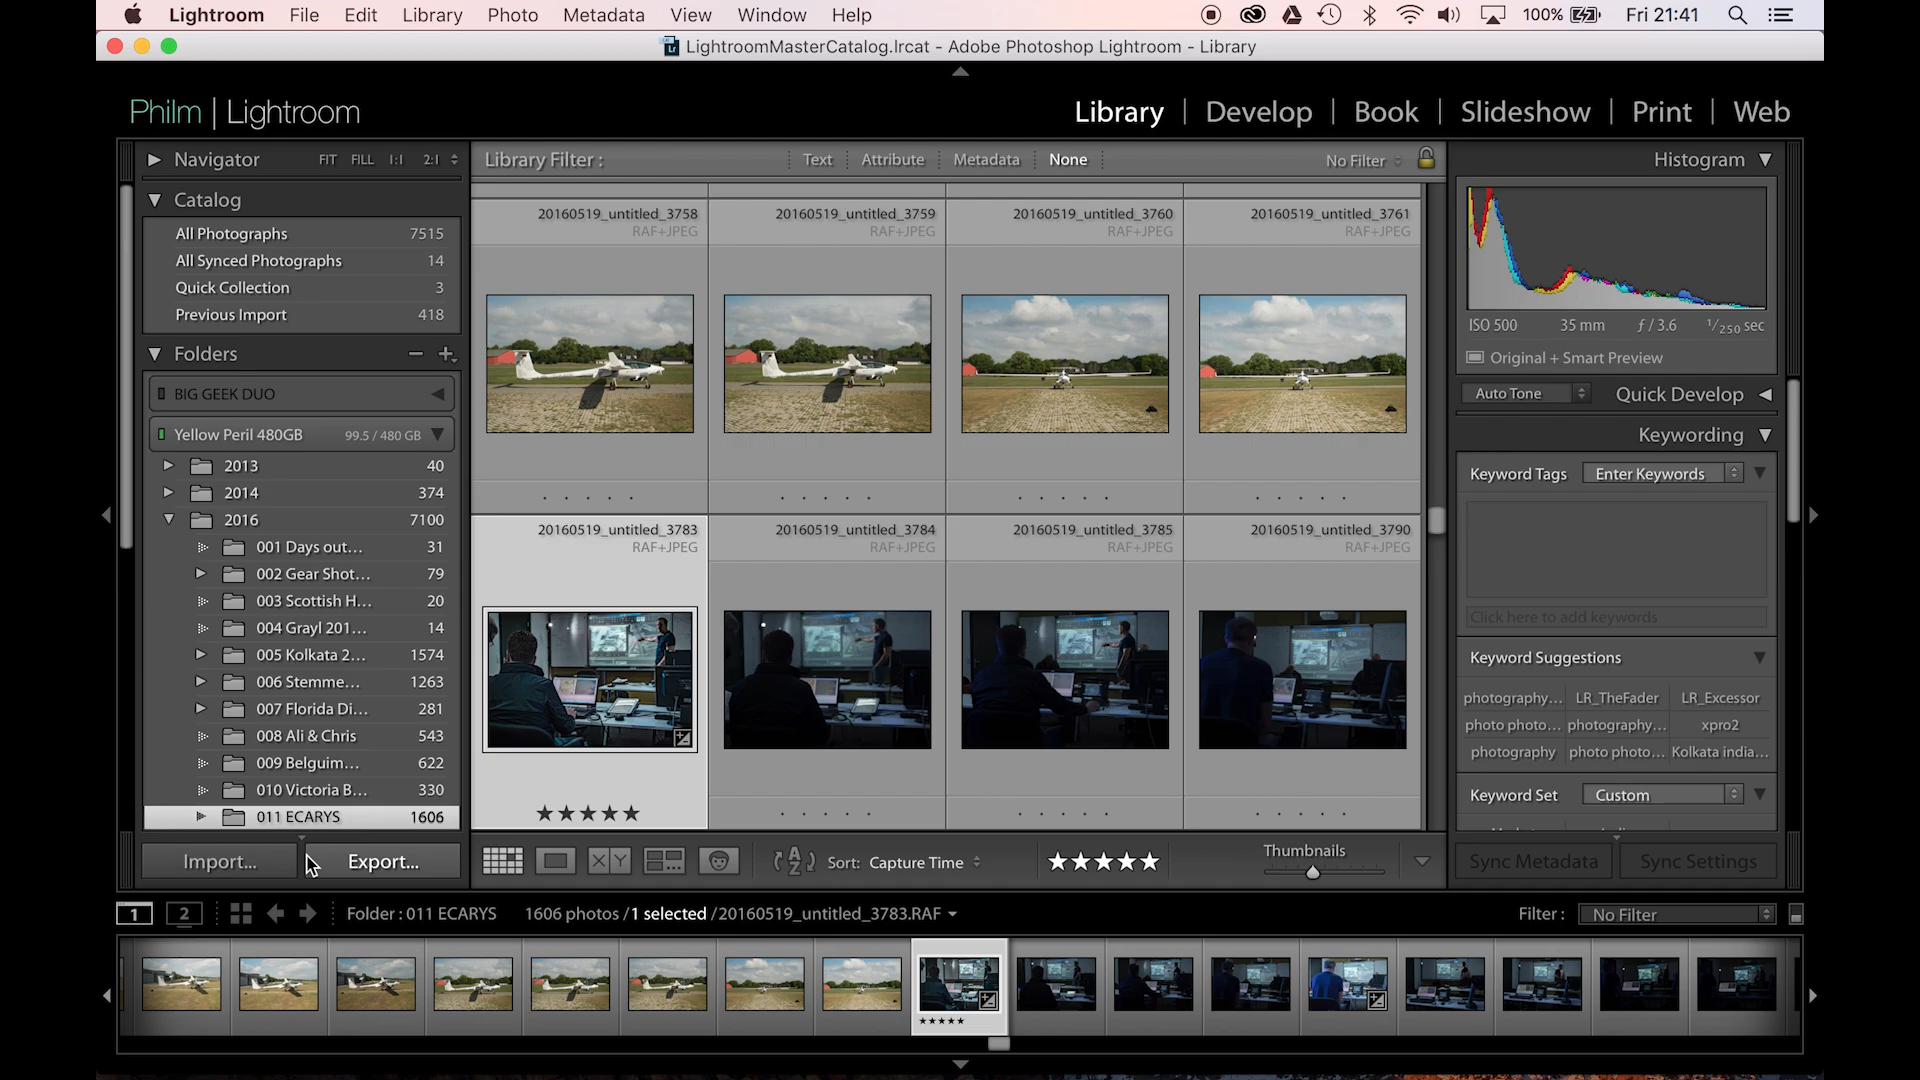 Lightroom File Edit Library Photo Metadata View Window Help 100% Fri 21:41
LightroomMasterCatalog.lrcat - Adobe Photoshop Lightroom - Library
Philm | Lightroom
Library | Develop | Book | Slideshow | Print | Web
Navigator FIT FILL 1:1 2:1
Catalog
All Photographs 7515
All Synced Photographs 14
Quick Collection 3
Previous Import 418
Folders
BIG GEEK DUO
Yellow Peril 480GB 99.5 / 480 GB
2013 40
2014 374
2016 7100
001 Days out... 31
002 Gear Shot... 79
003 Scottish H... 20
004 Grayl 201... 14
005 Kolkata 2... 1574
006 Stemme... 1263
007 Florida Di... 281
008 Ali & Chris 543
009 Belguim... 622
010 Victoria B... 330
011 ECARYS 1606
Import... Export...
Library Filter : Text Attribute Metadata None No Filter
20160519_untitled_3758 20160519_untitled_3759 20160519_untitled_3760 20160519_untitled_3761
RAF+JPEG RAF+JPEG RAF+JPEG RAF+JPEG
20160519_untitled_3783 20160519_untitled_3784 20160519_untitled_3785 20160519_untitled_3790
RAF+JPEG RAF+JPEG RAF+JPEG RAF+JPEG
XY AZ Sort: Capture Time Thumbnails
Histogram
ISO 500 35 mm ƒ / 3.6 1/250 sec
Original + Smart Preview
Auto Tone Quick Develop
Keywording
Keyword Tags Enter Keywords
Click here to add keywords
Keyword Suggestions
photography... LR_TheFader LR_Excessor
photo photo... photography... xpro2
photography photo photo... Kolkata india...
Keyword Set Custom
Sync Metadata Sync Settings
1 2 Folder : 011 ECARYS 1606 photos / 1 selected / 20160519_untitled_3783.RAF Filter : No Filter